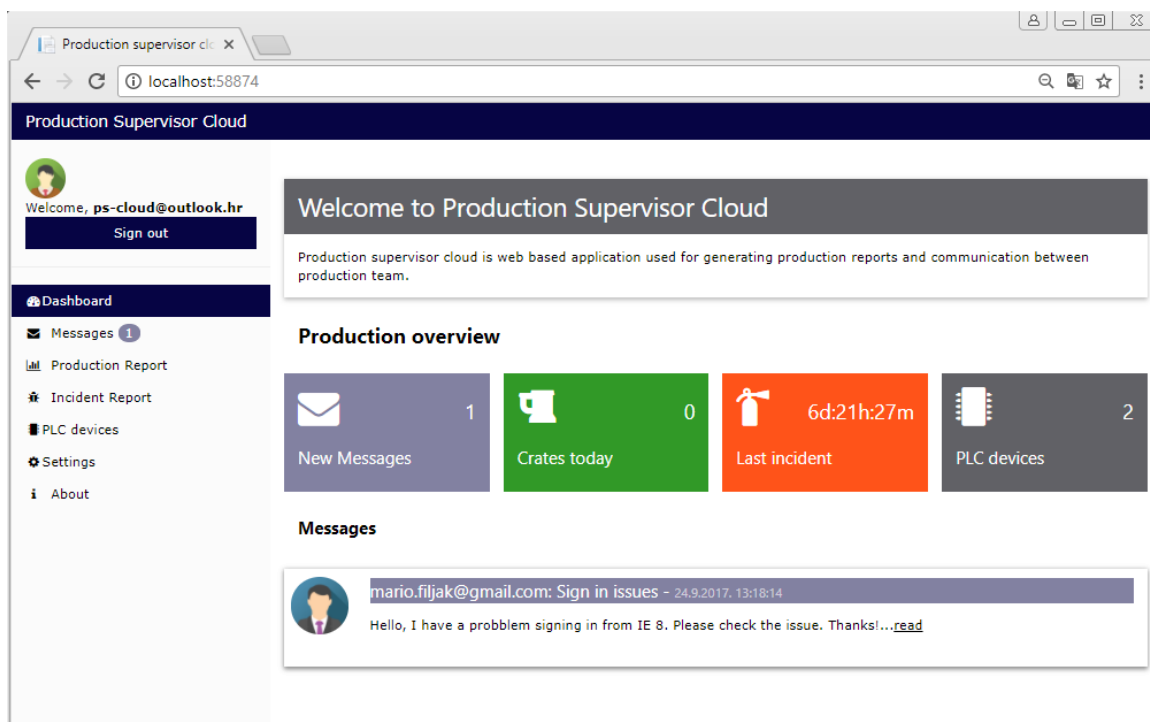 Production supervisor clo
localhost:58874
Production Supervisor Cloud
Welcome, ps-cloud@outlook.hr
Sign out
Dashboard
Messages 1
Production Report
Incident Report
PLC devices
Settings
About
Welcome to Production Supervisor Cloud
Production supervisor cloud is web based application used for generating production reports and communication between
production team.
Production overview
1
New Messages
0
Crates today
6d:21h:27m
Last incident
2
PLC devices
Messages
mario.filjak@gmail.com: Sign in issues - 24.9.2017. 13:18:14
Hello, I have a probblem signing in from IE 8. Please check the issue. Thanks!...read